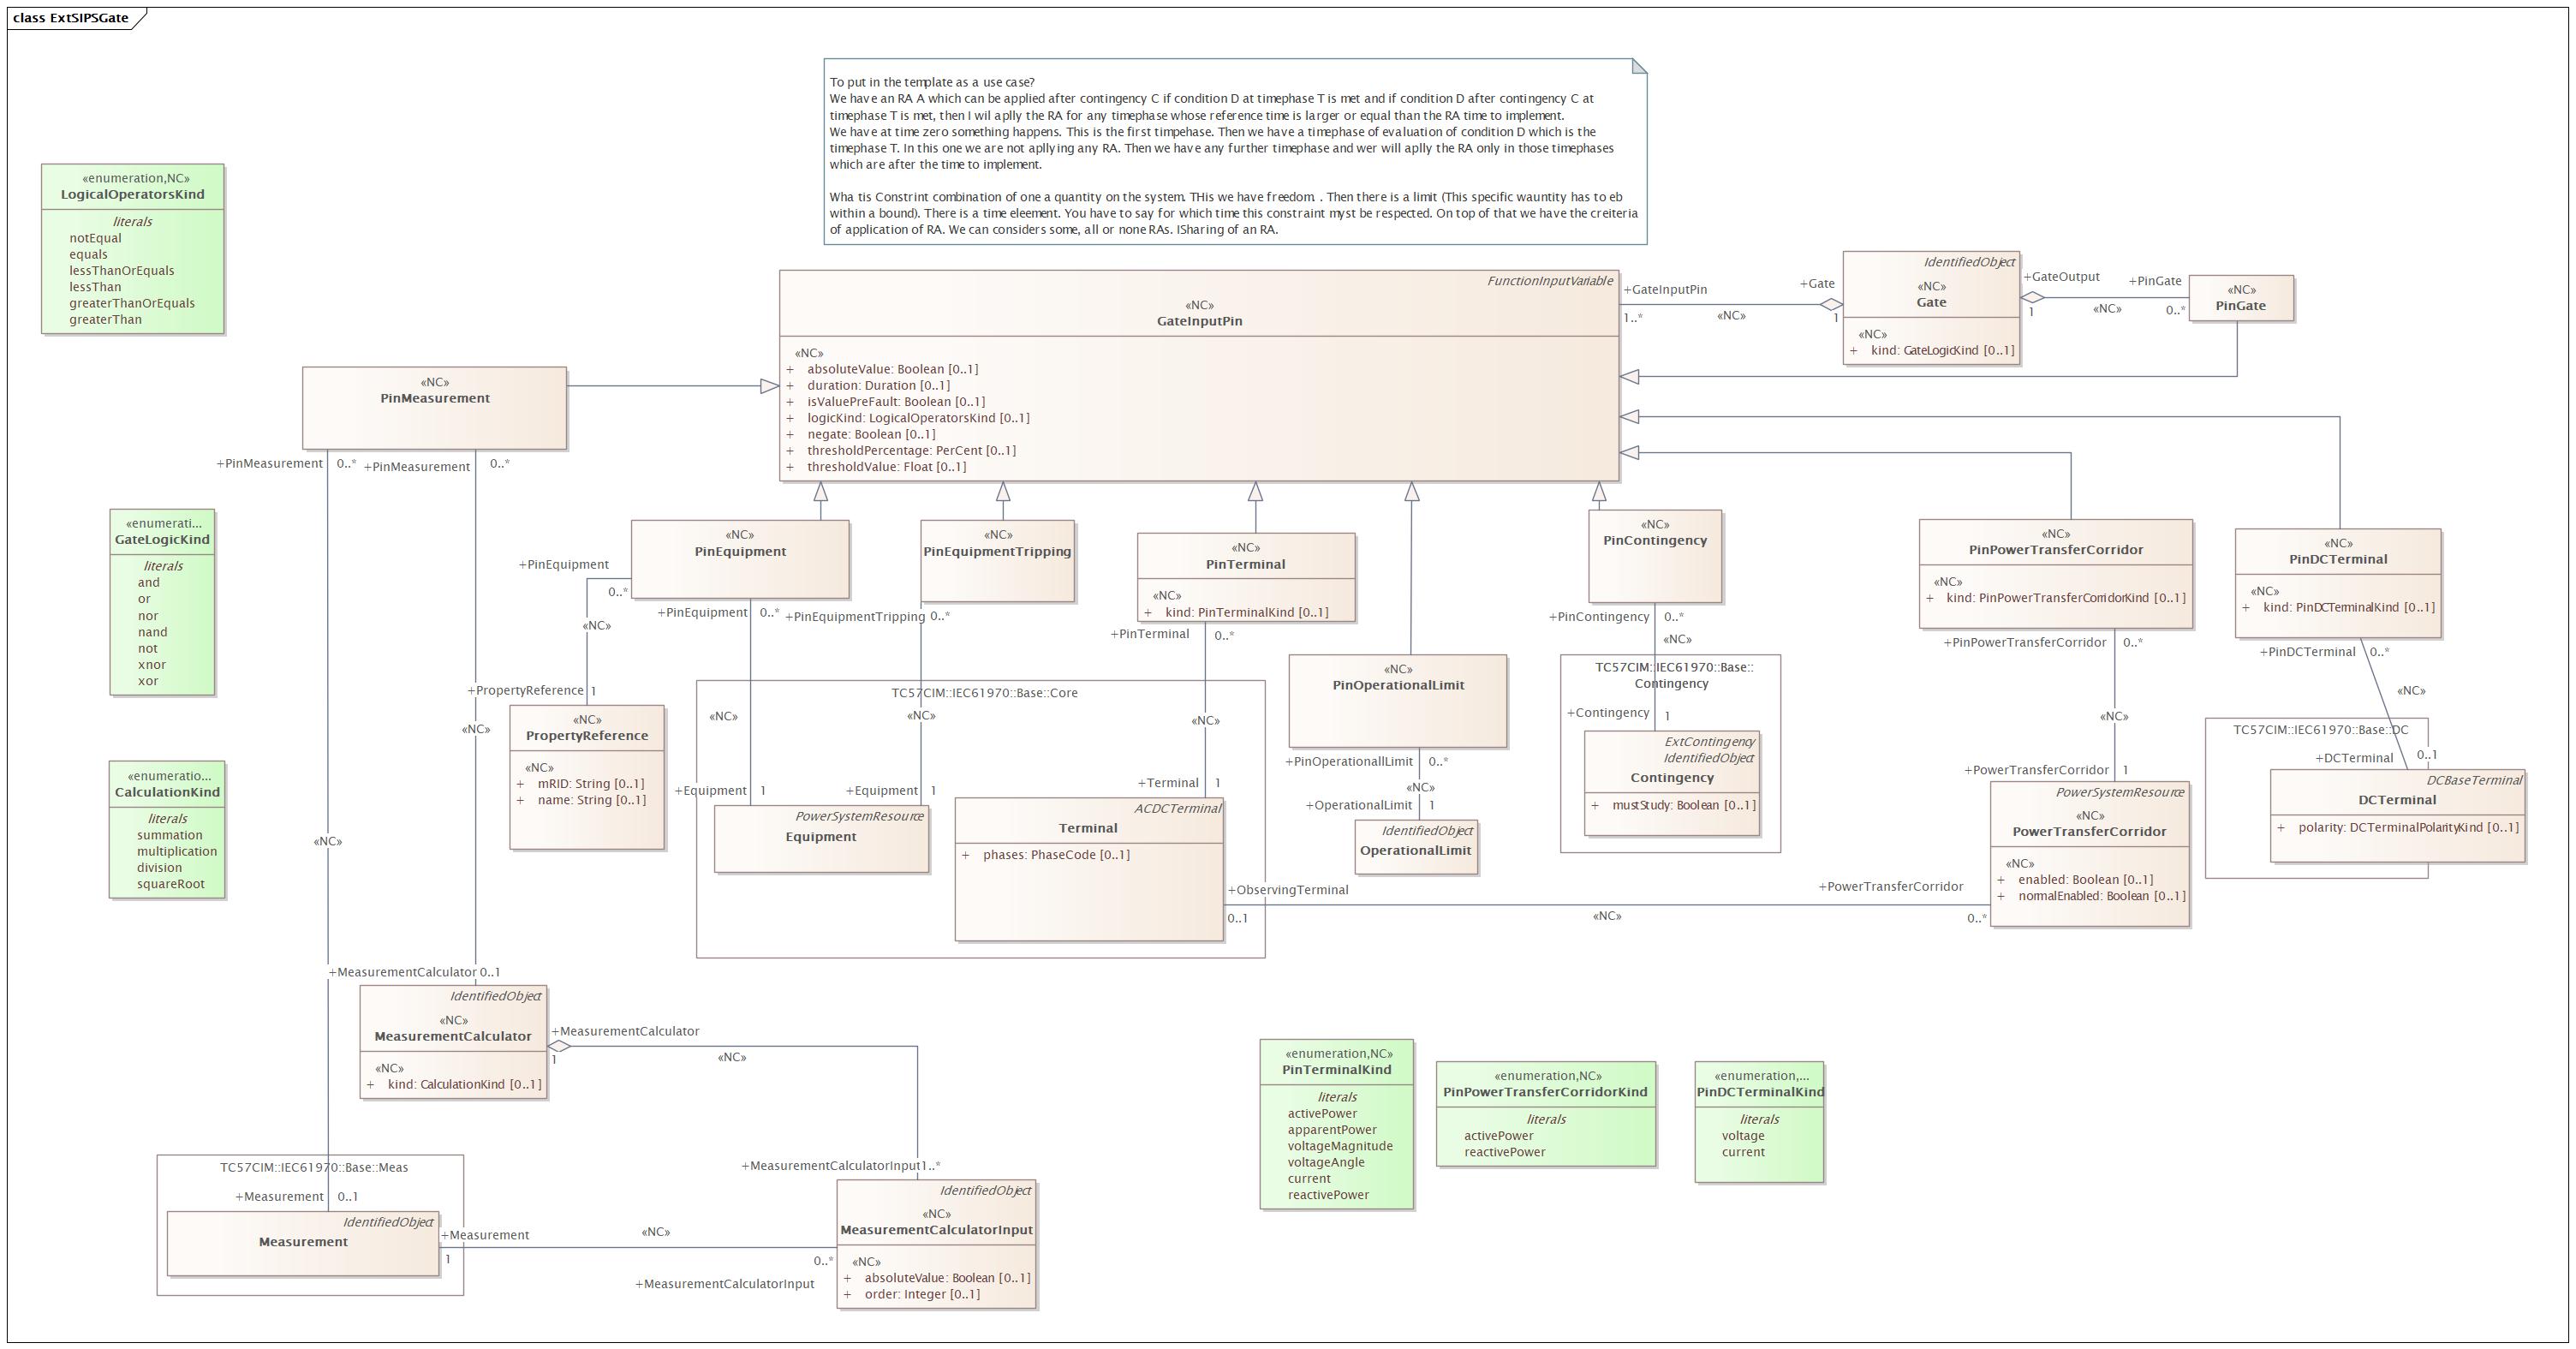 class ExtSIPSGate
To put in the template as a use case?
We have an RA A which can be applied after contingency C if condition D at timephase T is met and if condition D after contingency C at
timephase T is met, then I wil aplly the RA for any timephase whose reference time is larger or equal than the RA time to implement.
We have at time zero something happens. This is the first timpehase. Then we have a timephase of evaluation of condition D which is the
timephase T. In this one we are not apllying any RA. Then we have any further timephase and wer will aplly the RA only in those timephases
which are after the time to implement.
Wha tis Constrint combination of one a quantity on the system. THis we have freedom. . Then there is a limit (This specific wauntity has to eb
within a bound). There is a time eleement. You have to say for which time this constraint myst be respected. On top of that we have the creiteria
of application of RA. We can considers some, all or none RAs. ISharing of an RA.
«enumeration,NC»
LogicalOperatorsKind
literals
notEqual
equals
lessThanOrEquals
lessThan
greaterThanOrEquals
greaterThan
FunctionInputVariable
«NC»
GateInputPin
«NC»
+ absoluteValue: Boolean [0..1]
+ duration: Duration [0..1]
+ isValuePreFault: Boolean [0..1]
+ logicKind: LogicalOperatorsKind [0..1]
+ negate: Boolean [0..1]
+ thresholdPercentage: PerCent [0..1]
+ thresholdValue: Float [0..1]
+GateInputPin
1..*
«NC»
+Gate
1
IdentifiedObject
«NC»
Gate
«NC»
+ kind: GateLogicKind [0..1]
+GateOutput
1
«NC»
+PinGate
0..*
«NC»
PinGate
«NC»
PinMeasurement
+PinMeasurement 0..*
+PinMeasurement 0..*
«enumerati...
GateLogicKind
literals
and
or
nor
nand
not
xnor
xor
«NC»
PinEquipment
+PinEquipment
0..*
«NC»
+PropertyReference 1
+PinEquipment 0..*
«NC»
PinEquipmentTripping
+PinEquipmentTripping 0..*
«NC»
PinTerminal
«NC»
+ kind: PinTerminalKind [0..1]
+PinTerminal 0..*
«NC»
PinContingency
+PinContingency 0..*
«NC»
«NC»
PinPowerTransferCorridor
«NC»
+ kind: PinPowerTransferCorridorKind [0..1]
+PinPowerTransferCorridor 0..*
«NC»
PinDCTerminal
«NC»
+ kind: PinDCTerminalKind [0..1]
+PinDCTerminal 0..*
«NC»
«NC»
PropertyReference
«NC»
+ mRID: String [0..1]
+ name: String [0..1]
TC57CIM::IEC61970::Base::Core
«NC»
«NC»
«NC»
+Equipment 1
+Equipment 1
+Terminal 1
PowerSystemResource
Equipment
ACDCTerminal
Terminal
+ phases: PhaseCode [0..1]
«NC»
PinOperationalLimit
+PinOperationallLimit 0..*
«NC»
+OperationalLimit 1
IdentifiedObject
OperationalLimit
TC57CIM::IEC61970::Base::
Contingency
+Contingency 1
ExtContingency
IdentifiedObject
Contingency
+ mustStudy: Boolean [0..1]
«NC»
+PowerTransferCorridor 1
PowerSystemResource
«NC»
PowerTransferCorridor
«NC»
+ enabled: Boolean [0..1]
+ normalEnabled: Boolean [0..1]
TC57CIM::IEC61970::Base::DC
+DCTerminal 0..1
DCBaseTerminal
DCTerminal
+ polarity: DCTerminalPolarityKind [0..1]
+ObservingTerminal
0..1
«NC»
+PowerTransferCorridor
0..*
«enumeratio...
CalculationKind
literals
summation
multiplication
division
squareRoot
«NC»
«NC»
+MeasurementCalculator 0..1
IdentifiedObject
«NC»
MeasurementCalculator
«NC»
+ kind: CalculationKind [0..1]
+MeasurementCalculator
1
«NC»
+MeasurementCalculatorInput 1..*
TC57CIM::IEC61970::Base::Meas
+Measurement 0..1
IdentifiedObject
Measurement
+Measurement
1
«NC»
0..*
+MeasurementCalculatorInput
IdentifiedObject
«NC»
MeasurementCalculatorInput
«NC»
+ absoluteValue: Boolean [0..1]
+ order: Integer [0..1]
«enumeration,NC»
PinTerminalKind
literals
activePower
apparentPower
voltageMagnitude
voltageAngle
current
reactivePower
«enumeration,NC»
PinPowerTransferCorridorKind
literals
activePower
reactivePower
«enumeration,...
PinDCTerminalKind
literals
voltage
current